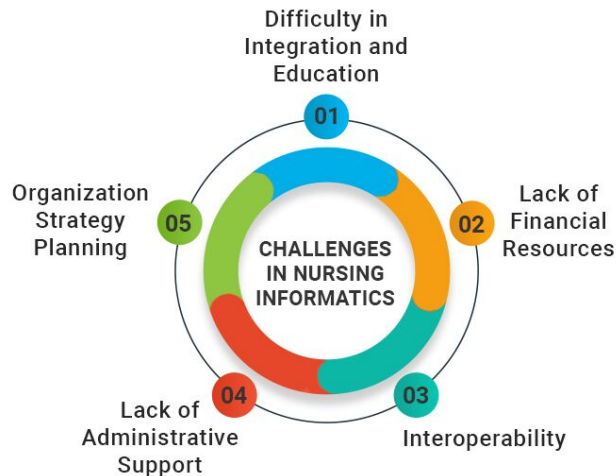 Difficulty in
Integration and
Education
01
Lack of
Financial
Resources
02
Interoperability
03
Lack of
Administrative
Support
04
Organization
Strategy
Planning
05
CHALLENGES
IN NURSING
INFORMATICS